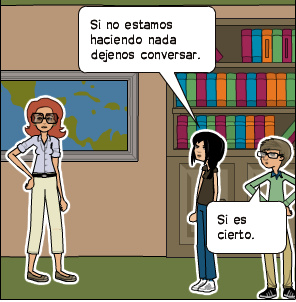 Si no estamos
haciendo nada
dejenos conversar.
Si es
cierto.